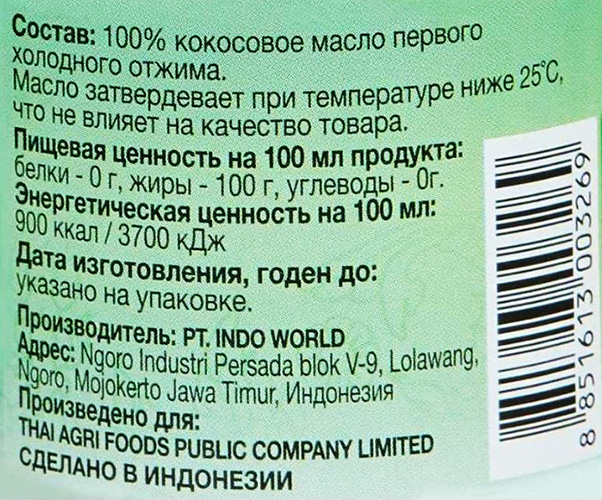 Состав: 100% кокосовое масло первого
холодного отжима.
Масло затвердевает при температуре ниже 25°C,
что не влияет на качество товара.
Пищевая ценность на 100 мл продукта:
белки - 0 г, жиры - 100 г, углеводы - 0г.
Энергетическая ценность на 100 мл:
900 ккал / 3700 кДж
Дата изготовления, годен до:
указано на упаковке.
Производитель: PT. INDO WORLD
Адрес: Ngoro Industri Persada blok V-9, Lolawang,
Ngoro, Mojokerto Jawa Timur, Индонезия
Произведено для:
THAI AGRI FOODS PUBLIC COMPANY LIMITED
СДЕЛАНО В ИНДОНЕЗИИ
8 851613 003269